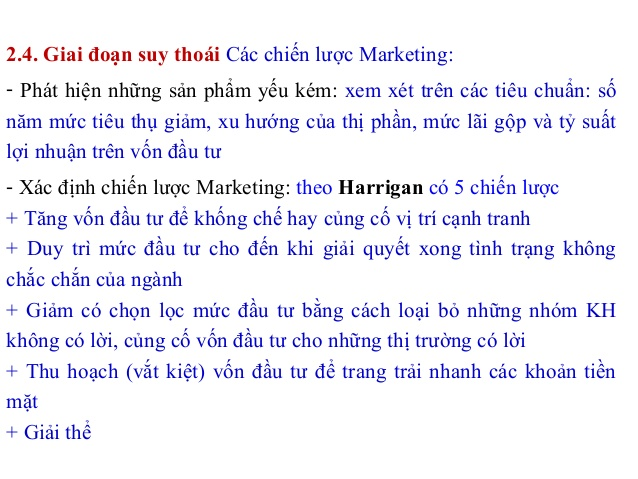 2.4. Giai đoạn suy thoái Các chiến lược Marketing:
- Phát hiện những sản phẩm yếu kém: xem xét trên các tiêu chuẩn: số
năm mức tiêu thụ giảm, xu hướng của thị phần, mức lãi gộp và tỷ suất
lợi nhuận trên vốn đầu tư
- Xác định chiến lược Marketing: theo Harrigan có 5 chiến lược
+ Tăng vốn đầu tư để khống chế hay củng cố vị trí cạnh tranh
+ Duy trì mức đầu tư cho đến khi giải quyết xong tình trạng không
chắc chắn của ngành
+ Giảm có chọn lọc mức đầu tư bằng cách loại bỏ những nhóm KH
không có lời, củng cố vốn đầu tư cho những thị trường có lời
+ Thu hoạch (vắt kiệt) vốn đầu tư để trang trải nhanh các khoản tiền
mặt
+ Giải thể